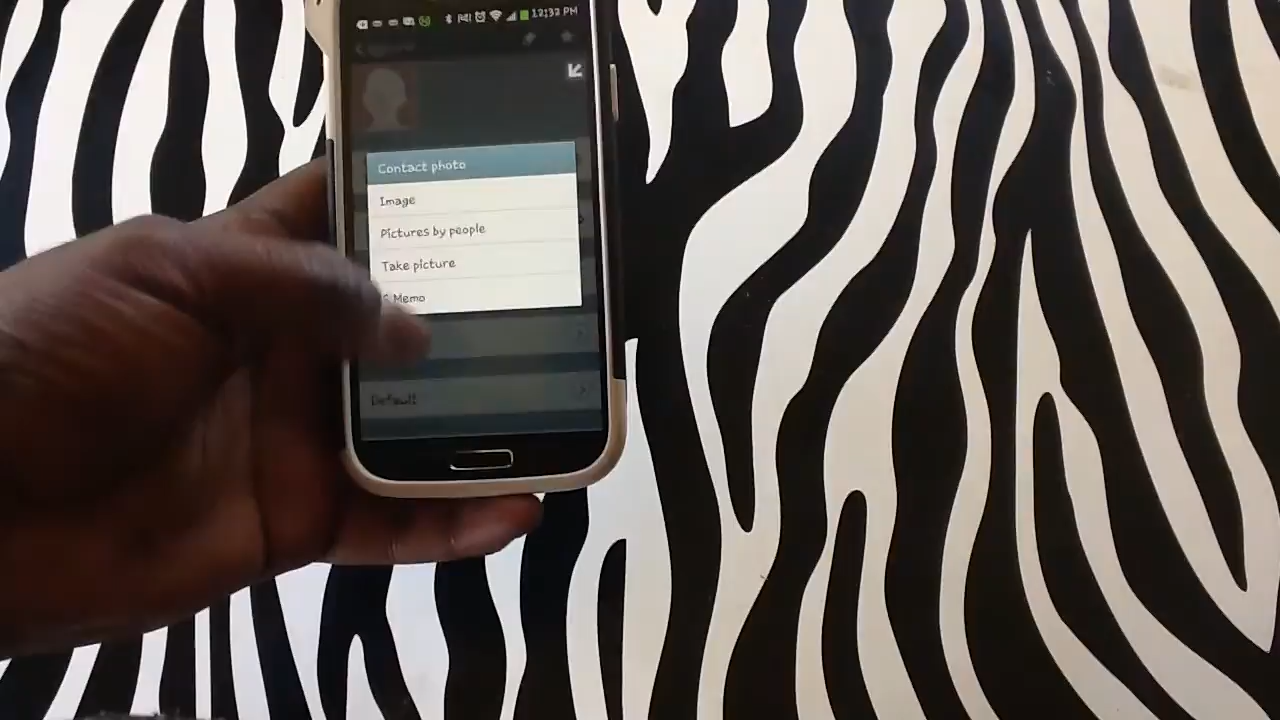 12:32 PM
Contact photo
Image
Pictures by people
Take picture
S Memo
Default